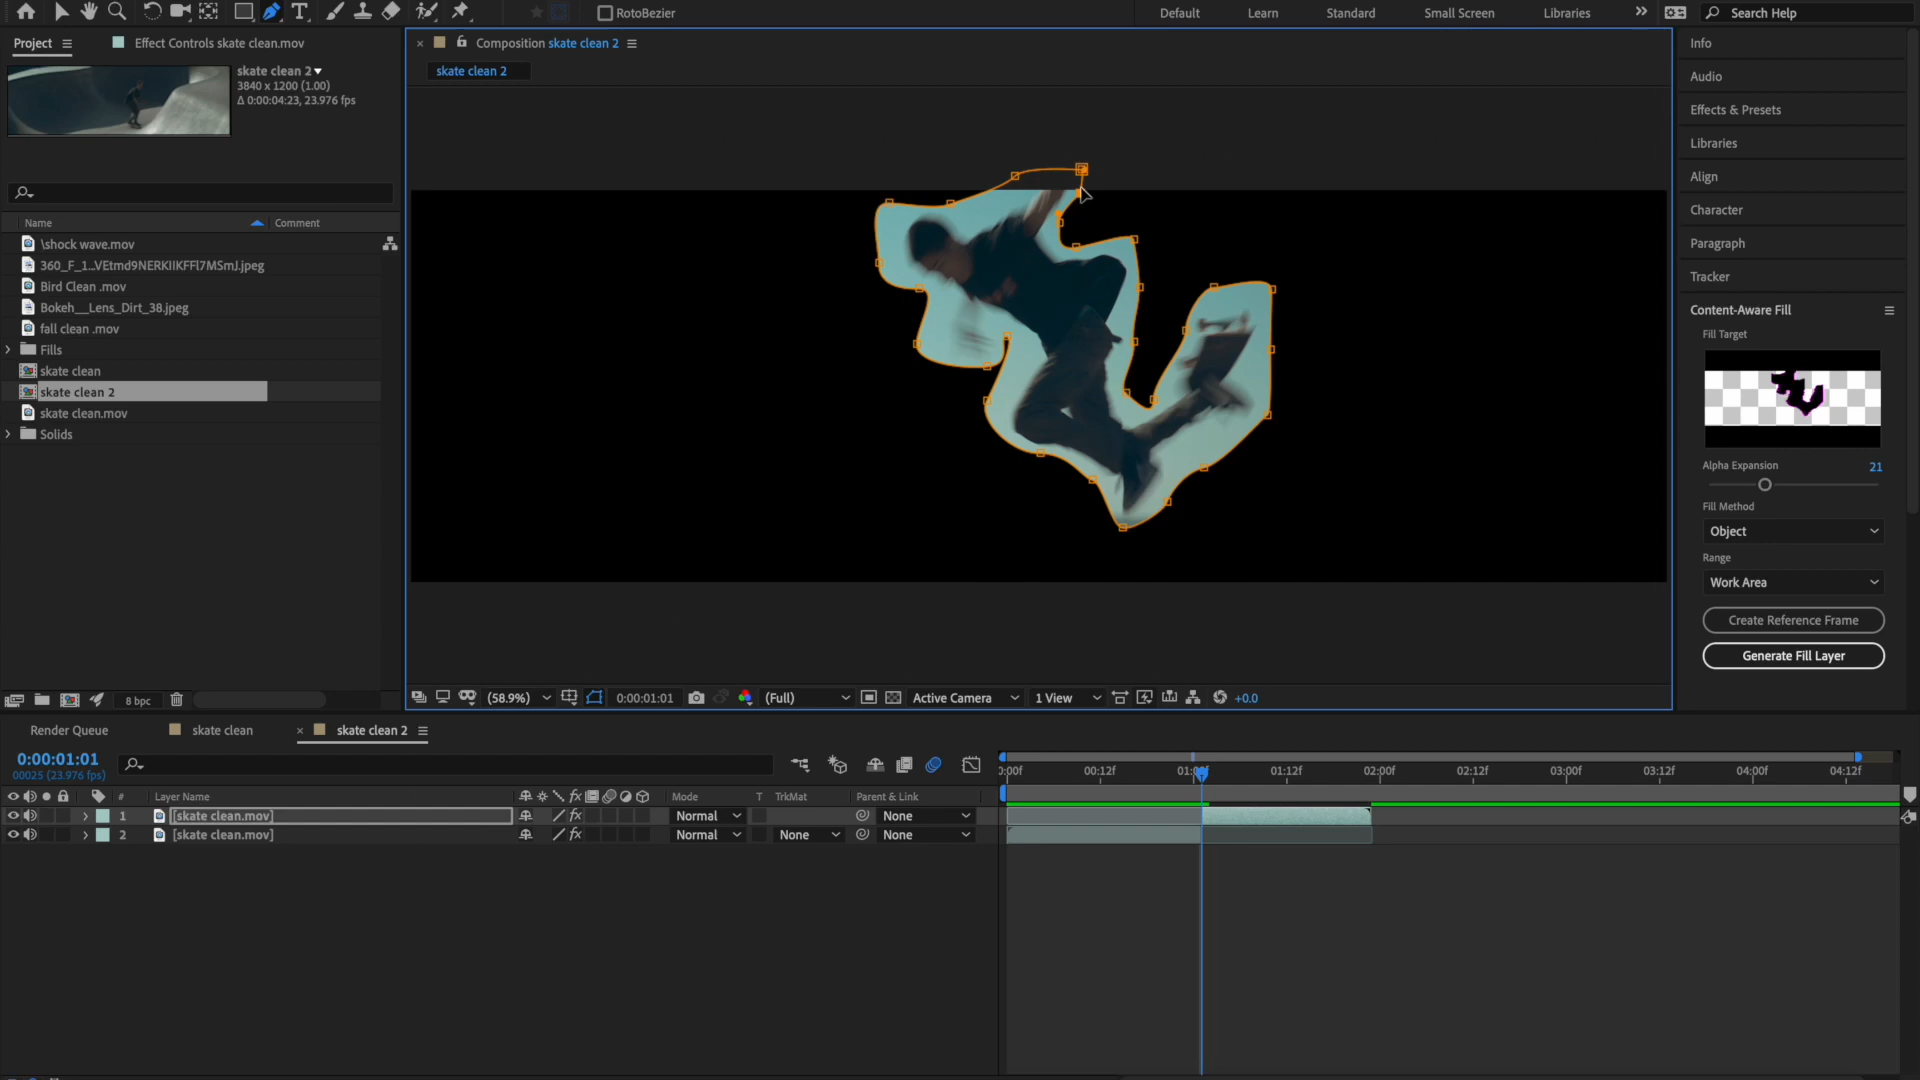 RotoBezier
Default
Learn
Standard
Small Screen
Libraries
Search Help
Project
Effect Controls skate clean.mov
Composition skate clean 2
Info
skate clean 2
3840 x 1200 (1.00)
Δ 0:00:04:23, 23.976 fps
skate clean 2
Audio
Effects & Presets
Libraries
Align
Character
Paragraph
Tracker
Content-Aware Fill
Fill Target
Alpha Expansion
21
Fill Method
Object
Range
Work Area
Create Reference Frame
Generate Fill Layer
Name
Comment
\shock wave.mov
360_F_1...VEtmd9NERKIIKFFl7MSmJ.jpeg
Bird Clean .mov
Bokeh__Lens_Dirt_38.jpeg
fall clean .mov
Fills
skate clean
skate clean 2
skate clean.mov
Solids
8 bpc
(58.9%)
0:00:01:01
(Full)
Active Camera
1 View
+0.0
Render Queue
skate clean
skate clean 2
0:00:01:01
00025 (23.976 fps)
:00f
00:12f
01:00f
01:12f
02:00f
02:12f
03:00f
03:12f
04:00f
04:12f
#
Layer Name
Mode
T
TrkMat
Parent & Link
1
[skate clean.mov]
Normal
None
2
[skate clean.mov]
Normal
None
None